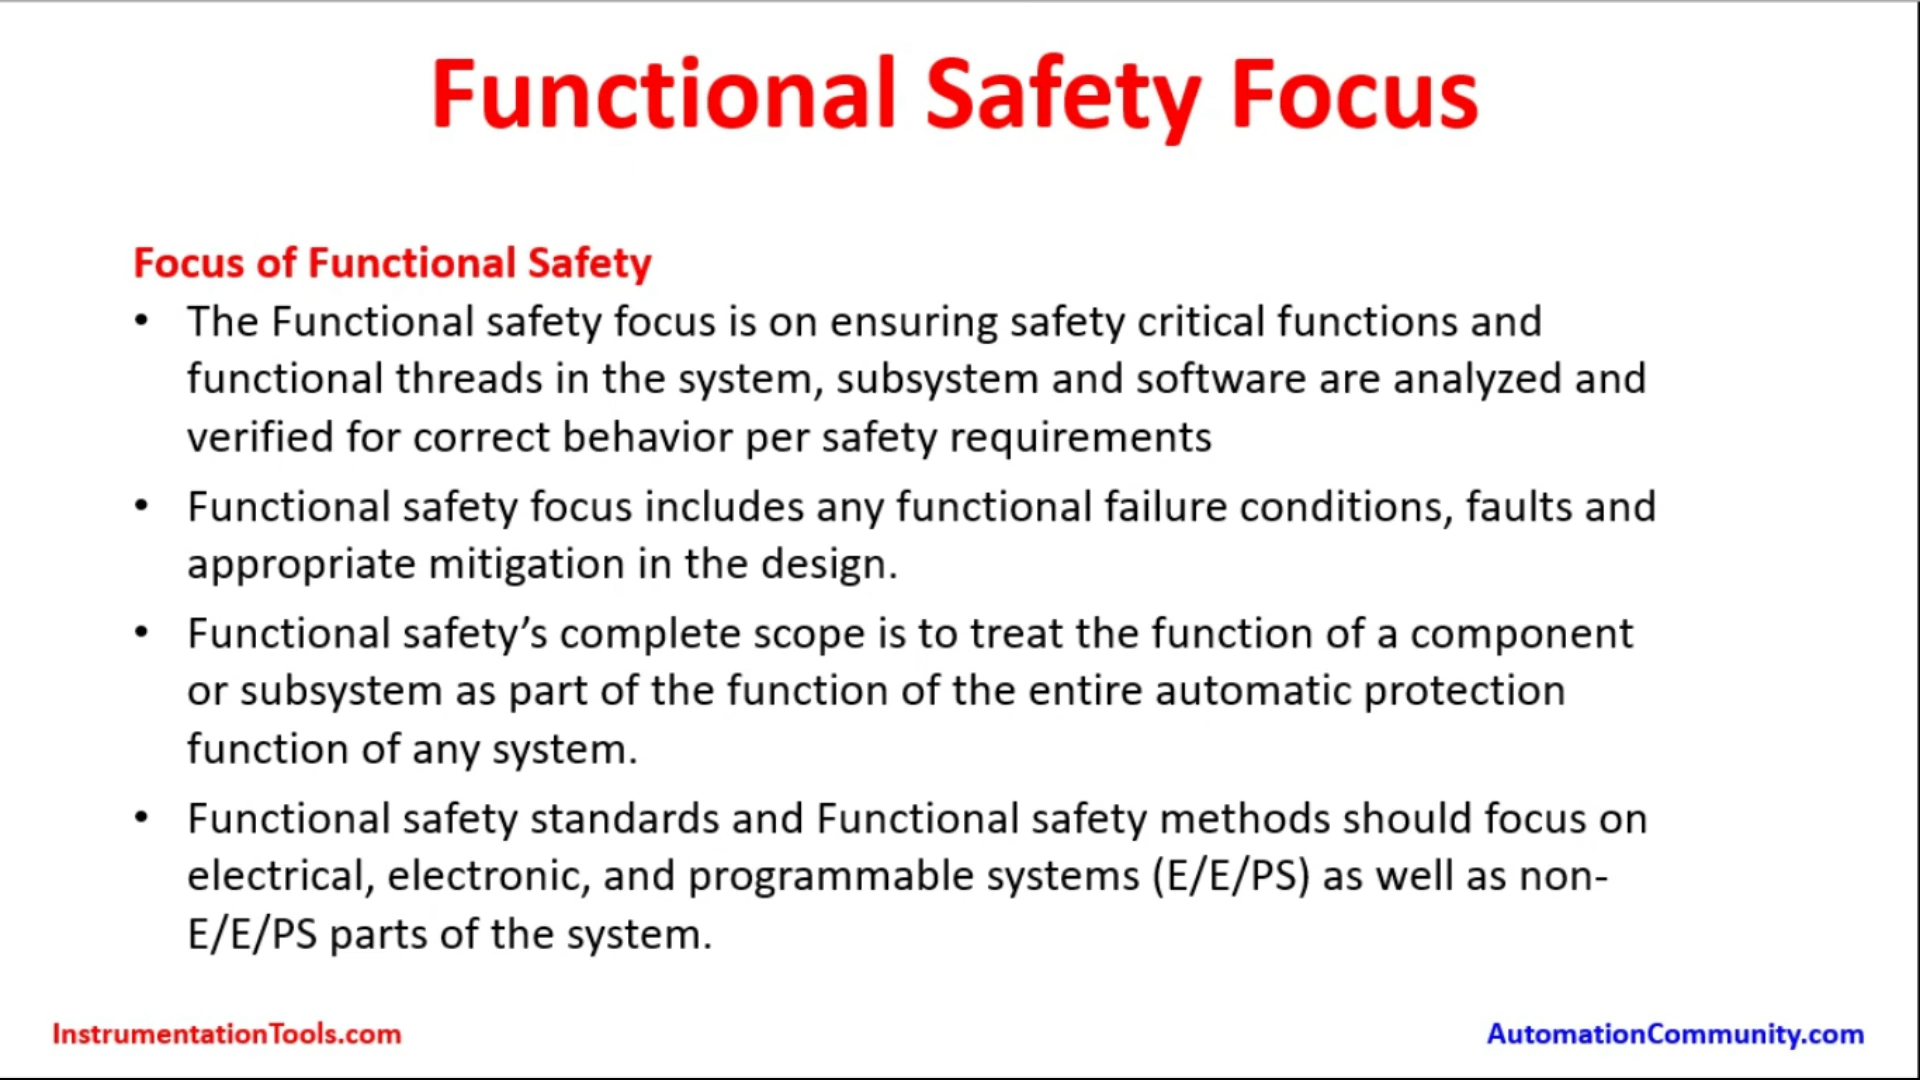 Functional Safety Focus
Focus of Functional Safety
• The Functional safety focus is on ensuring safety critical functions and
functional threads in the system, subsystem and software are analyzed and
verified for correct behavior per safety requirements
• Functional safety focus includes any functional failure conditions, faults and
appropriate mitigation in the design.
• Functional safety’s complete scope is to treat the function of a component
or subsystem as part of the function of the entire automatic protection
function of any system.
• Functional safety standards and Functional safety methods should focus on
electrical, electronic, and programmable systems (E/E/PS) as well as non-
E/E/PS parts of the system.
InstrumentationTools.com
AutomationCommunity.com